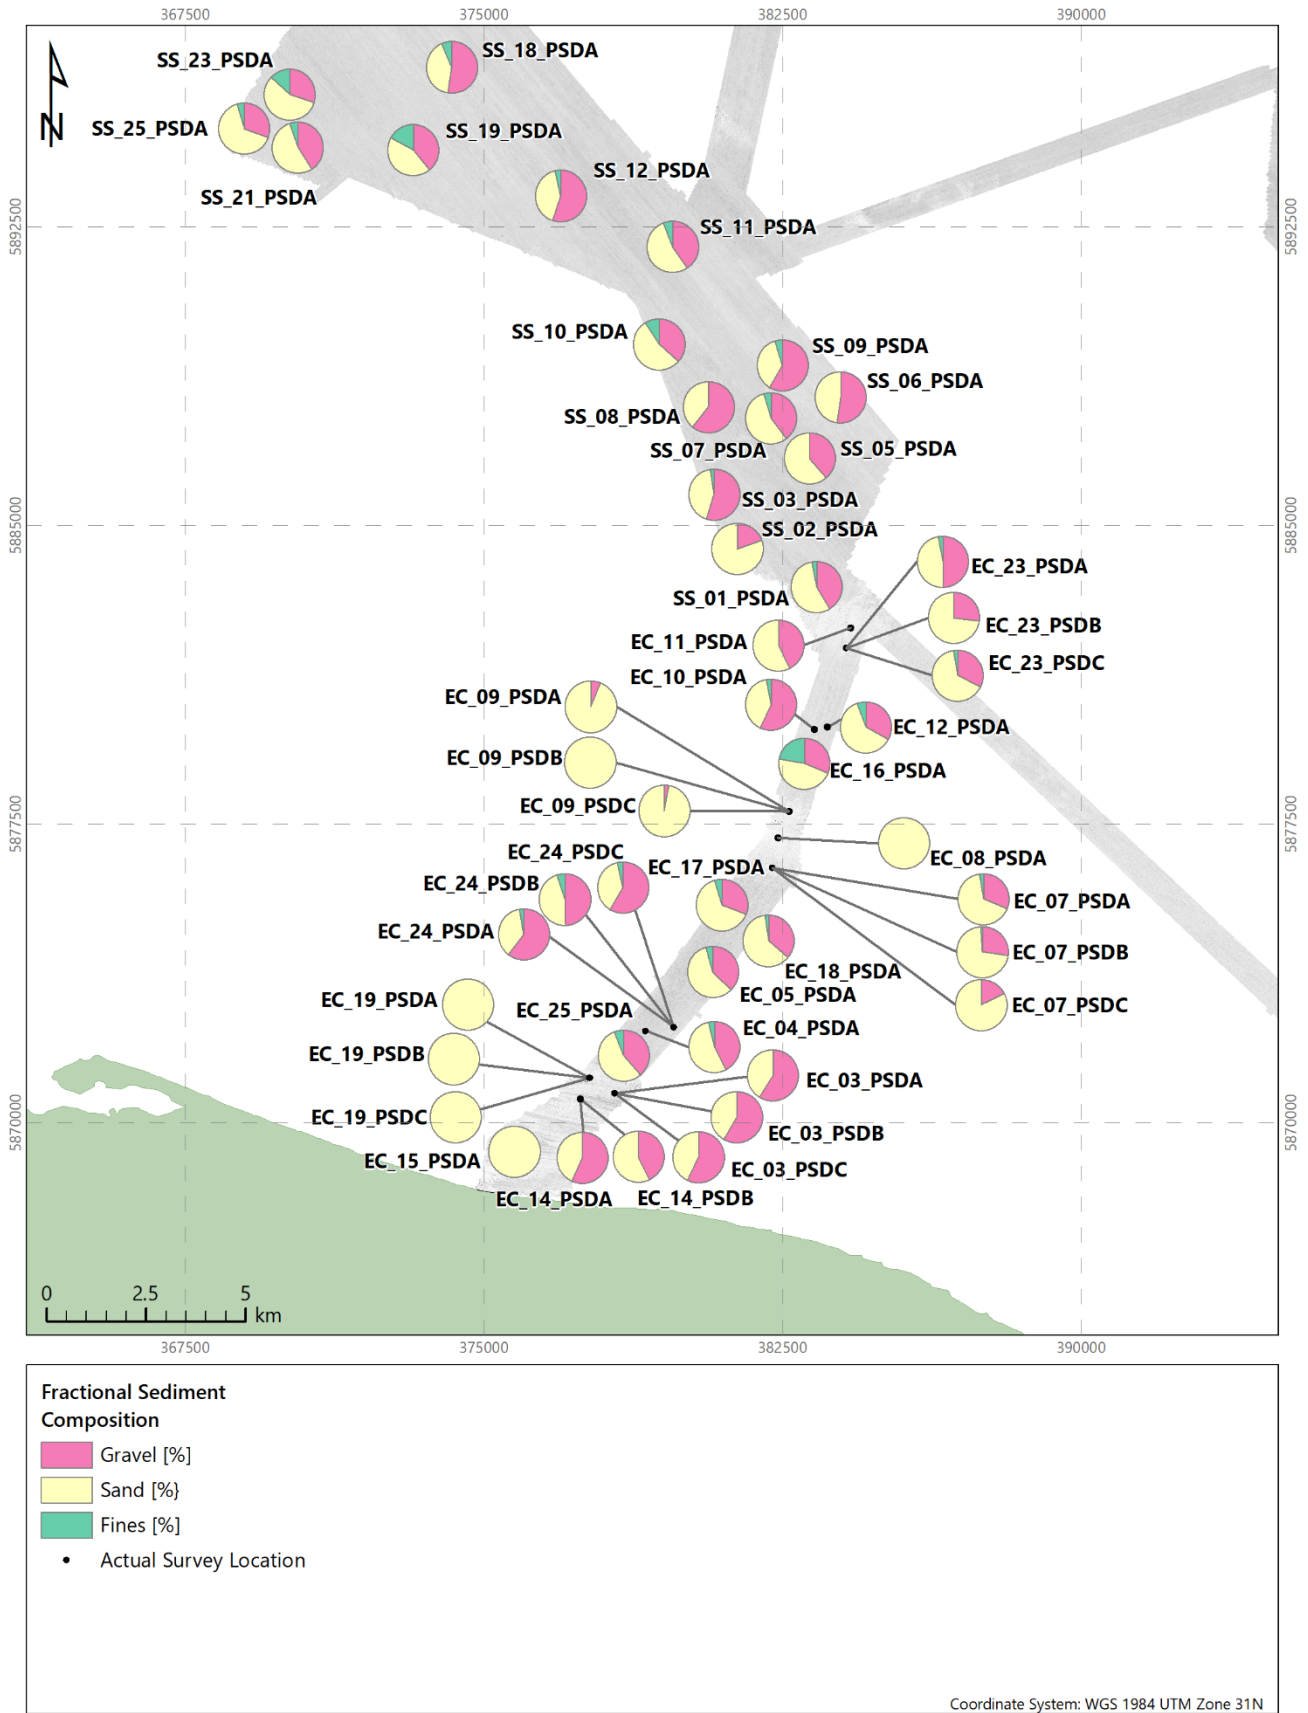 367500 375000 382500 390000
N
SS_18_PSDA
SS_23_PSDA
SS_25_PSDA
SS_19_PSDA
SS_12_PSDA
SS_21_PSDA
SS_11_PSDA
5892500 5892500
SS_10_PSDA
SS_09_PSDA
SS_06_PSDA
SS_08_PSDA
SS_07_PSDA
SS_05_PSDA
SS_03_PSDA
5885000 5885000
SS_02_PSDA
EC_23_PSDA
SS_01_PSDA
EC_23_PSDB
EC_11_PSDA
EC_23_PSDC
EC_10_PSDA
EC_09_PSDA
EC_12_PSDA
EC_09_PSDB
EC_16_PSDA
EC_09_PSDC
5877500 5877500
EC_24_PSDC
EC_08_PSDA
EC_17_PSDA
EC_24_PSDB
EC_07_PSDA
EC_24_PSDA
EC_07_PSDB
EC_18_PSDA
EC_05_PSDA
EC_19_PSDA
EC_07_PSDC
EC_25_PSDA
EC_04_PSDA
EC_19_PSDB
EC_03_PSDA
EC_19_PSDC
5870000 5870000
EC_03_PSDB
EC_15_PSDA
EC_03_PSDC
EC_14_PSDA
EC_14_PSDB
0 2.5 5
km
367500 375000 382500 390000
Fractional Sediment
Composition
Gravel [%]
Sand [%}
Fines [%]
Actual Survey Location
Coordinate System: WGS 1984 UTM Zone 31N